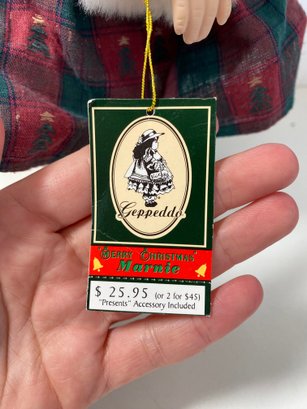 Geppeddo
"MERRY CHRISTMAS"
Marnie
$ 25.95 (or 2 for $45)
"Presents" Accessory Included